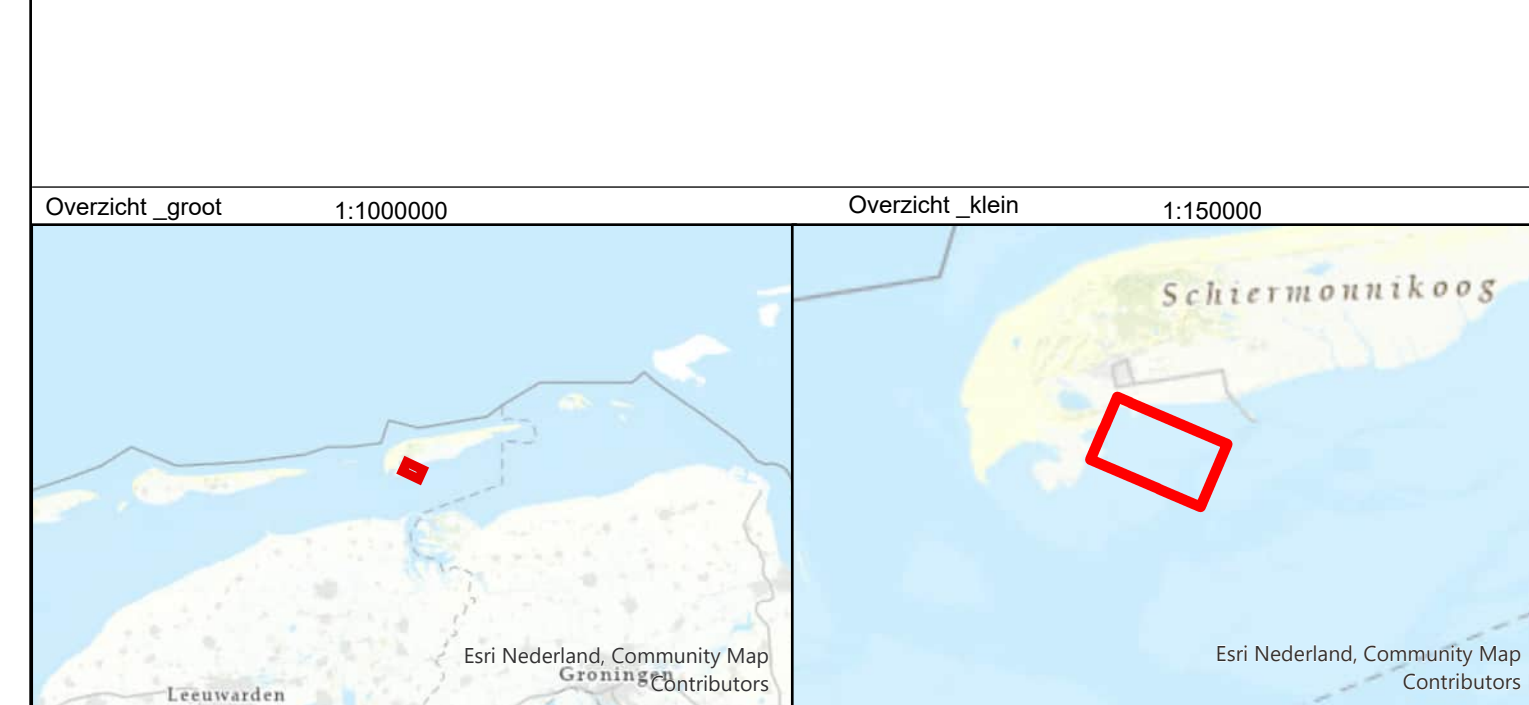 Overzicht _groot 1:1000000
Overzicht _klein 1:150000
Schiermonnikoog
Esri Nederland, Community Map
Contributors
Groningen
Leeuwarden
Esri Nederland, Community Map
Contributors